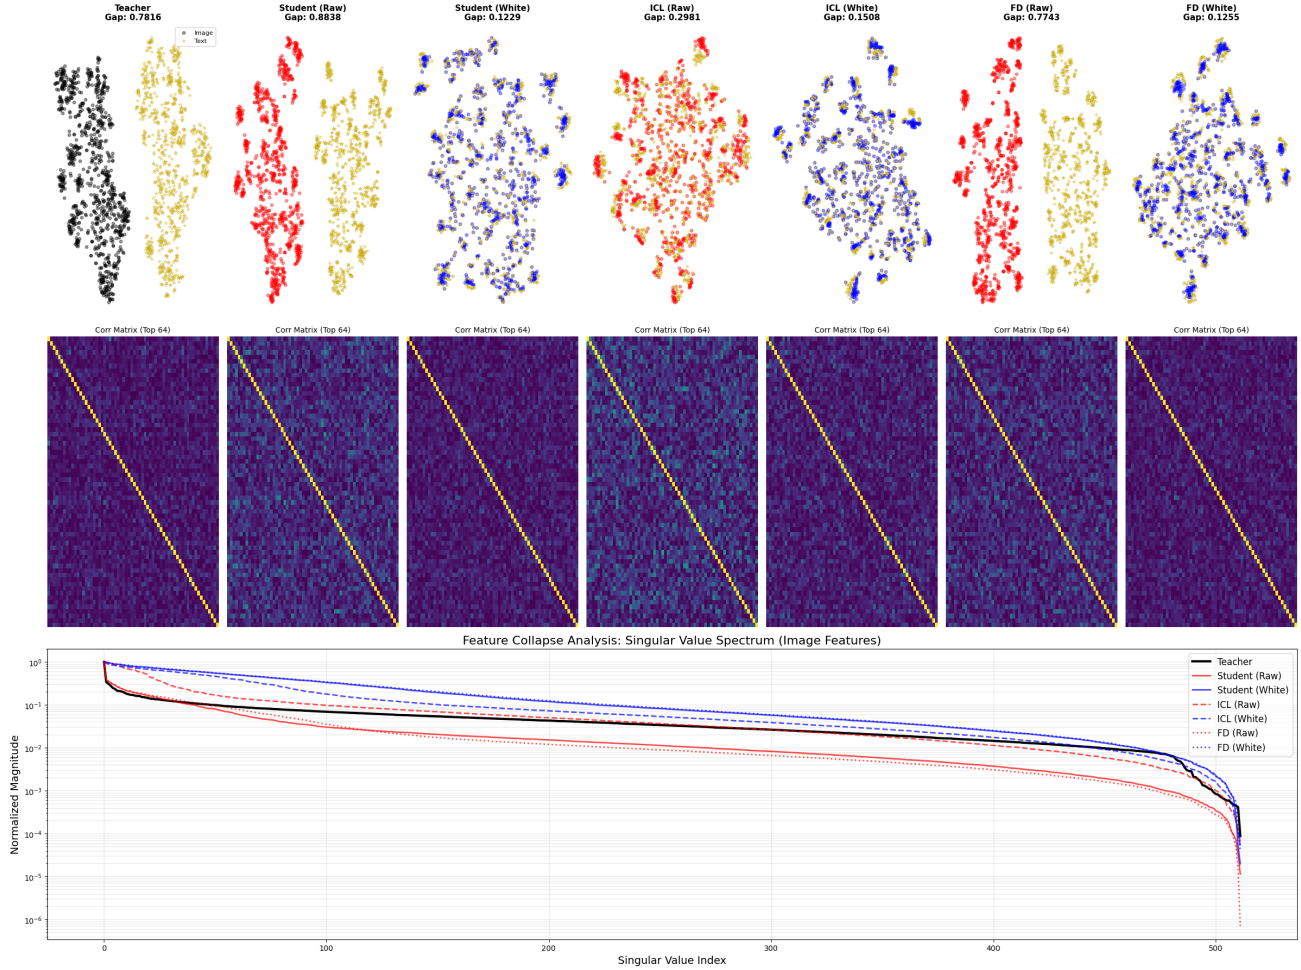 Teacher
Gap: 0.7816
Student (Raw)
Gap: 0.8838
Student (White)
Gap: 0.1229
ICL (Raw)
Gap: 0.2981
ICL (White)
Gap: 0.1508
FD (Raw)
Gap: 0.7743
FD (White)
Gap: 0.1255
Image
Text
Corr Matrix (Top 64)
Corr Matrix (Top 64)
Corr Matrix (Top 64)
Corr Matrix (Top 64)
Corr Matrix (Top 64)
Corr Matrix (Top 64)
Corr Matrix (Top 64)
Feature Collapse Analysis: Singular Value Spectrum (Image Features)
Normalized Magnitude
10⁰
10⁻¹
10⁻²
10⁻³
10⁻⁴
10⁻⁵
10⁻⁶
Teacher
Student (Raw)
Student (White)
ICL (Raw)
ICL (White)
FD (Raw)
FD (White)
0
100
200
300
400
500
Singular Value Index